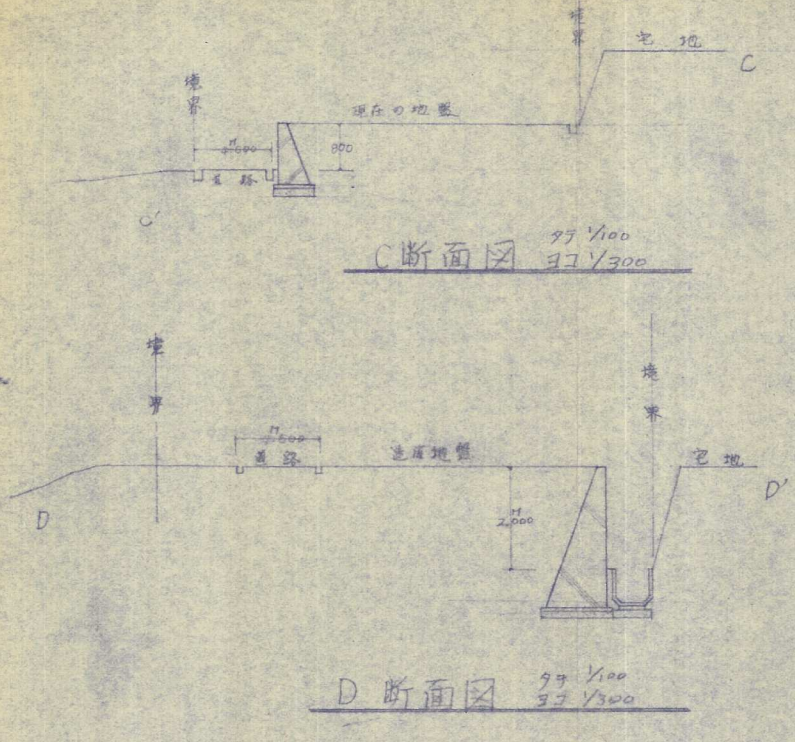 境界
宅地
C
境界
現在の地盤
800
道路
C'
C断面図
タテ 1/100
ヨコ 1/300
境界
境界
道路
造成地盤
宅地
D
D'
M
2,000
D 断面図
タテ 1/100
ヨコ 1/300